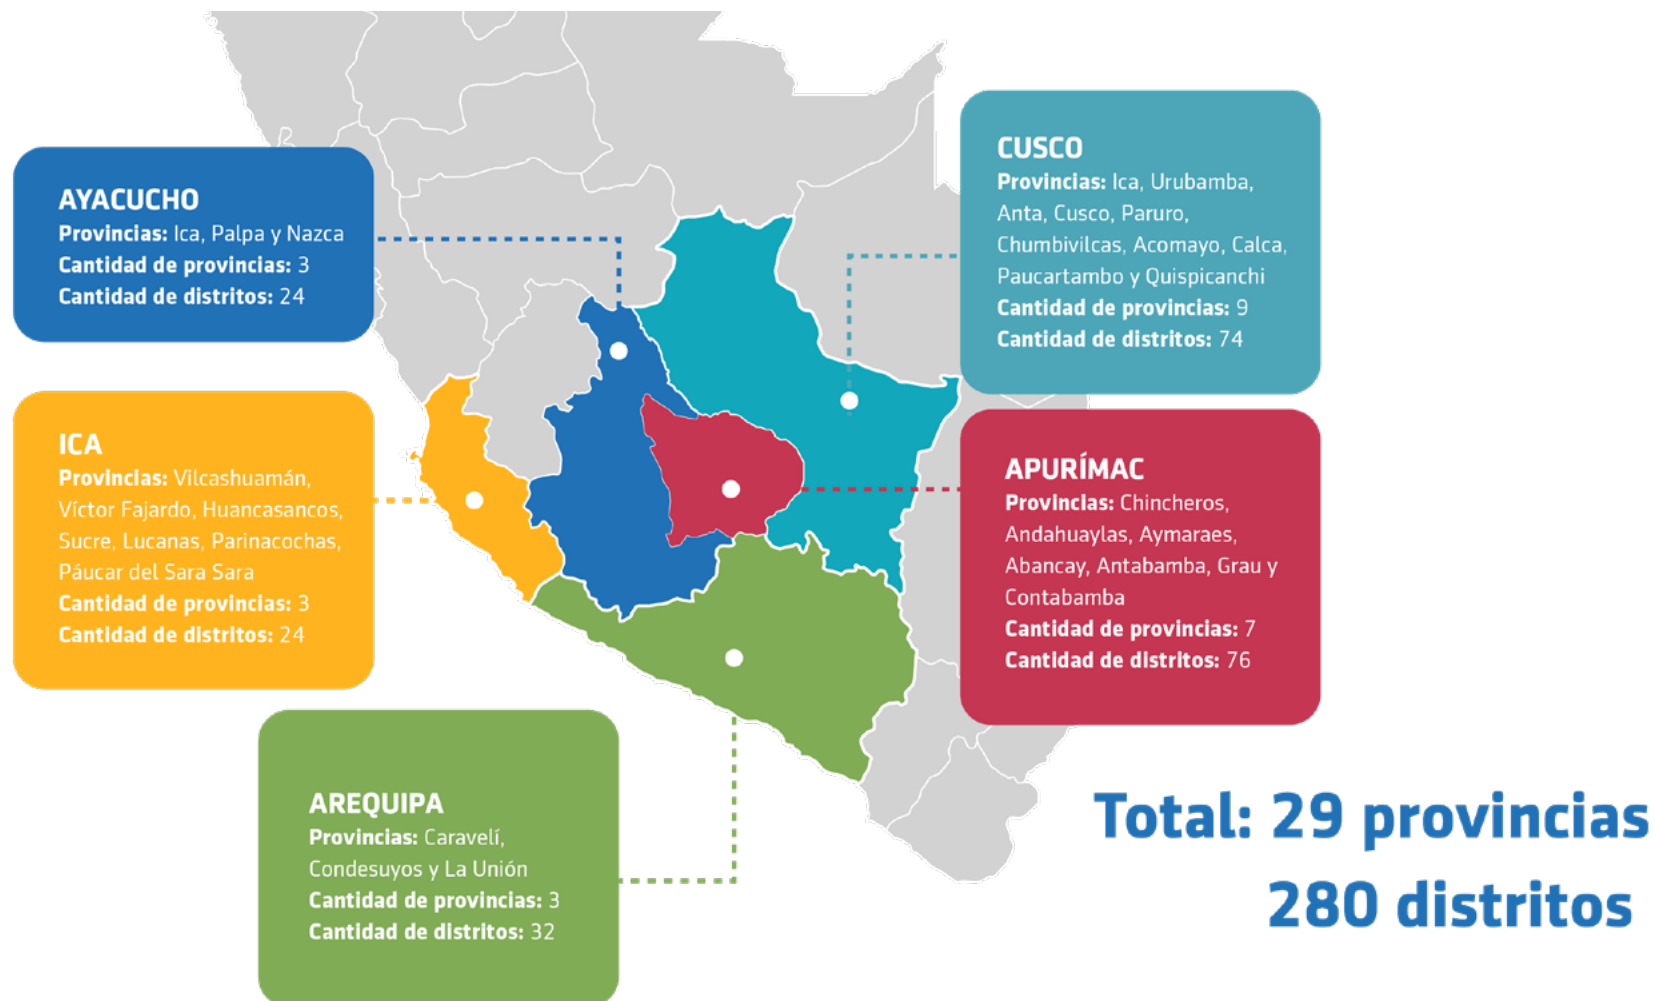 AYACUCHO
Provincias: Ica, Palpa y Nazca
Cantidad de provincias: 3
Cantidad de distritos: 24
ICA
Provincias: Vilcashuamán,
Víctor Fajardo, Huancasancos,
Sucre, Lucanas, Parinacochas,
Páucar del Sara Sara
Cantidad de provincias: 3
Cantidad de distritos: 24
AREQUIPA
Provincias: Caravelí,
Condesuyos y La Unión
Cantidad de provincias: 3
Cantidad de distritos: 32
CUSCO
Provincias: Ica, Urubamba,
Anta, Cusco, Paruro,
Chumbivilcas, Acomayo, Calca,
Paucartambo y Quispicanchi
Cantidad de provincias: 9
Cantidad de distritos: 74
APURÍMAC
Provincias: Chincheros,
Andahuaylas, Aymaraes,
Abancay, Antabamba, Grau y
Contabamba
Cantidad de provincias: 7
Cantidad de distritos: 76
Total: 29 provincias
280 distritos